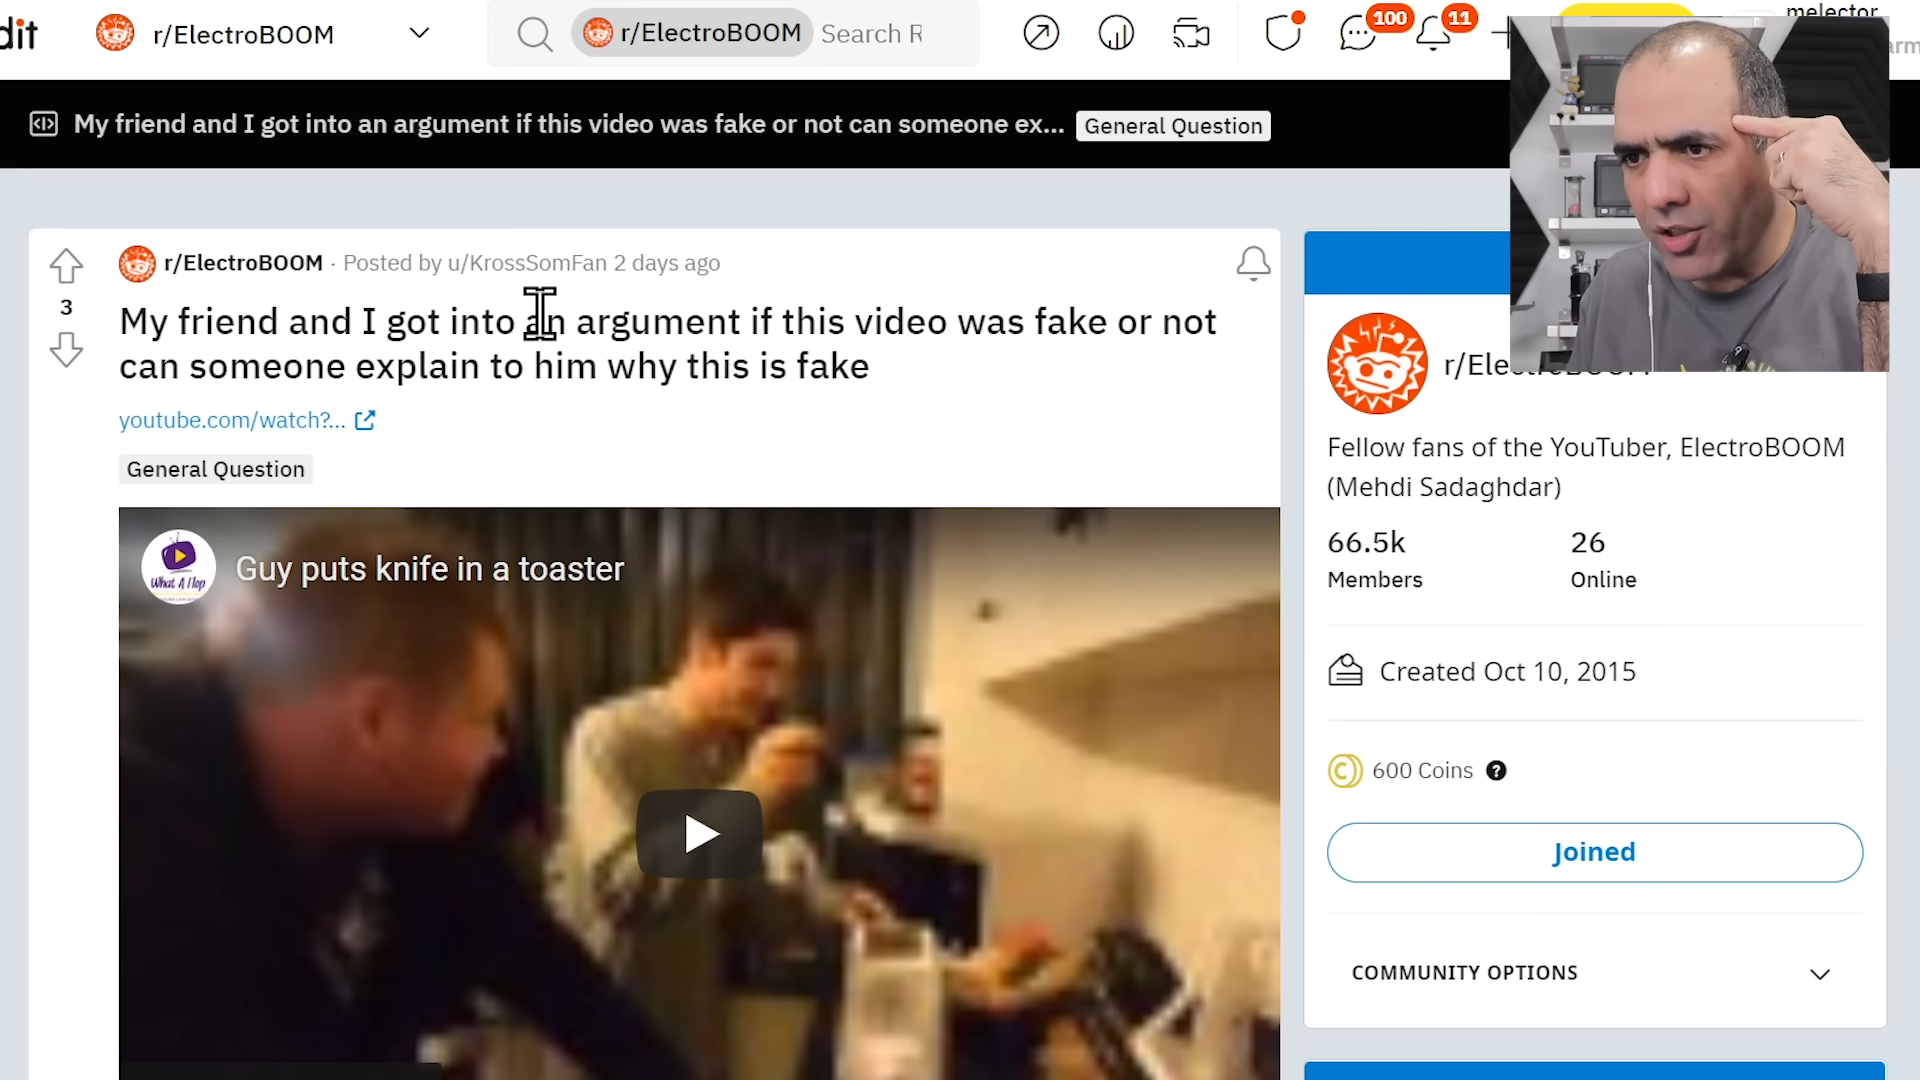 dit
r/ElectroBOOM
r/ElectroBOOM
Search R
100
11
melector
arm
My friend and I got into an argument if this video was fake or not can someone ex...
General Question
r/ElectroBOOM · Posted by u/KrossSomFan 2 days ago
3
My friend and I got into an argument if this video was fake or not
can someone explain to him why this is fake
youtube.com/watch?...
General Question
What A Flop
Guy puts knife in a toaster
r/ElectroBOOM
Fellow fans of the YouTuber, ElectroBOOM
(Mehdi Sadaghdar)
66.5k
26
Members
Online
Created Oct 10, 2015
600 Coins
Joined
COMMUNITY OPTIONS